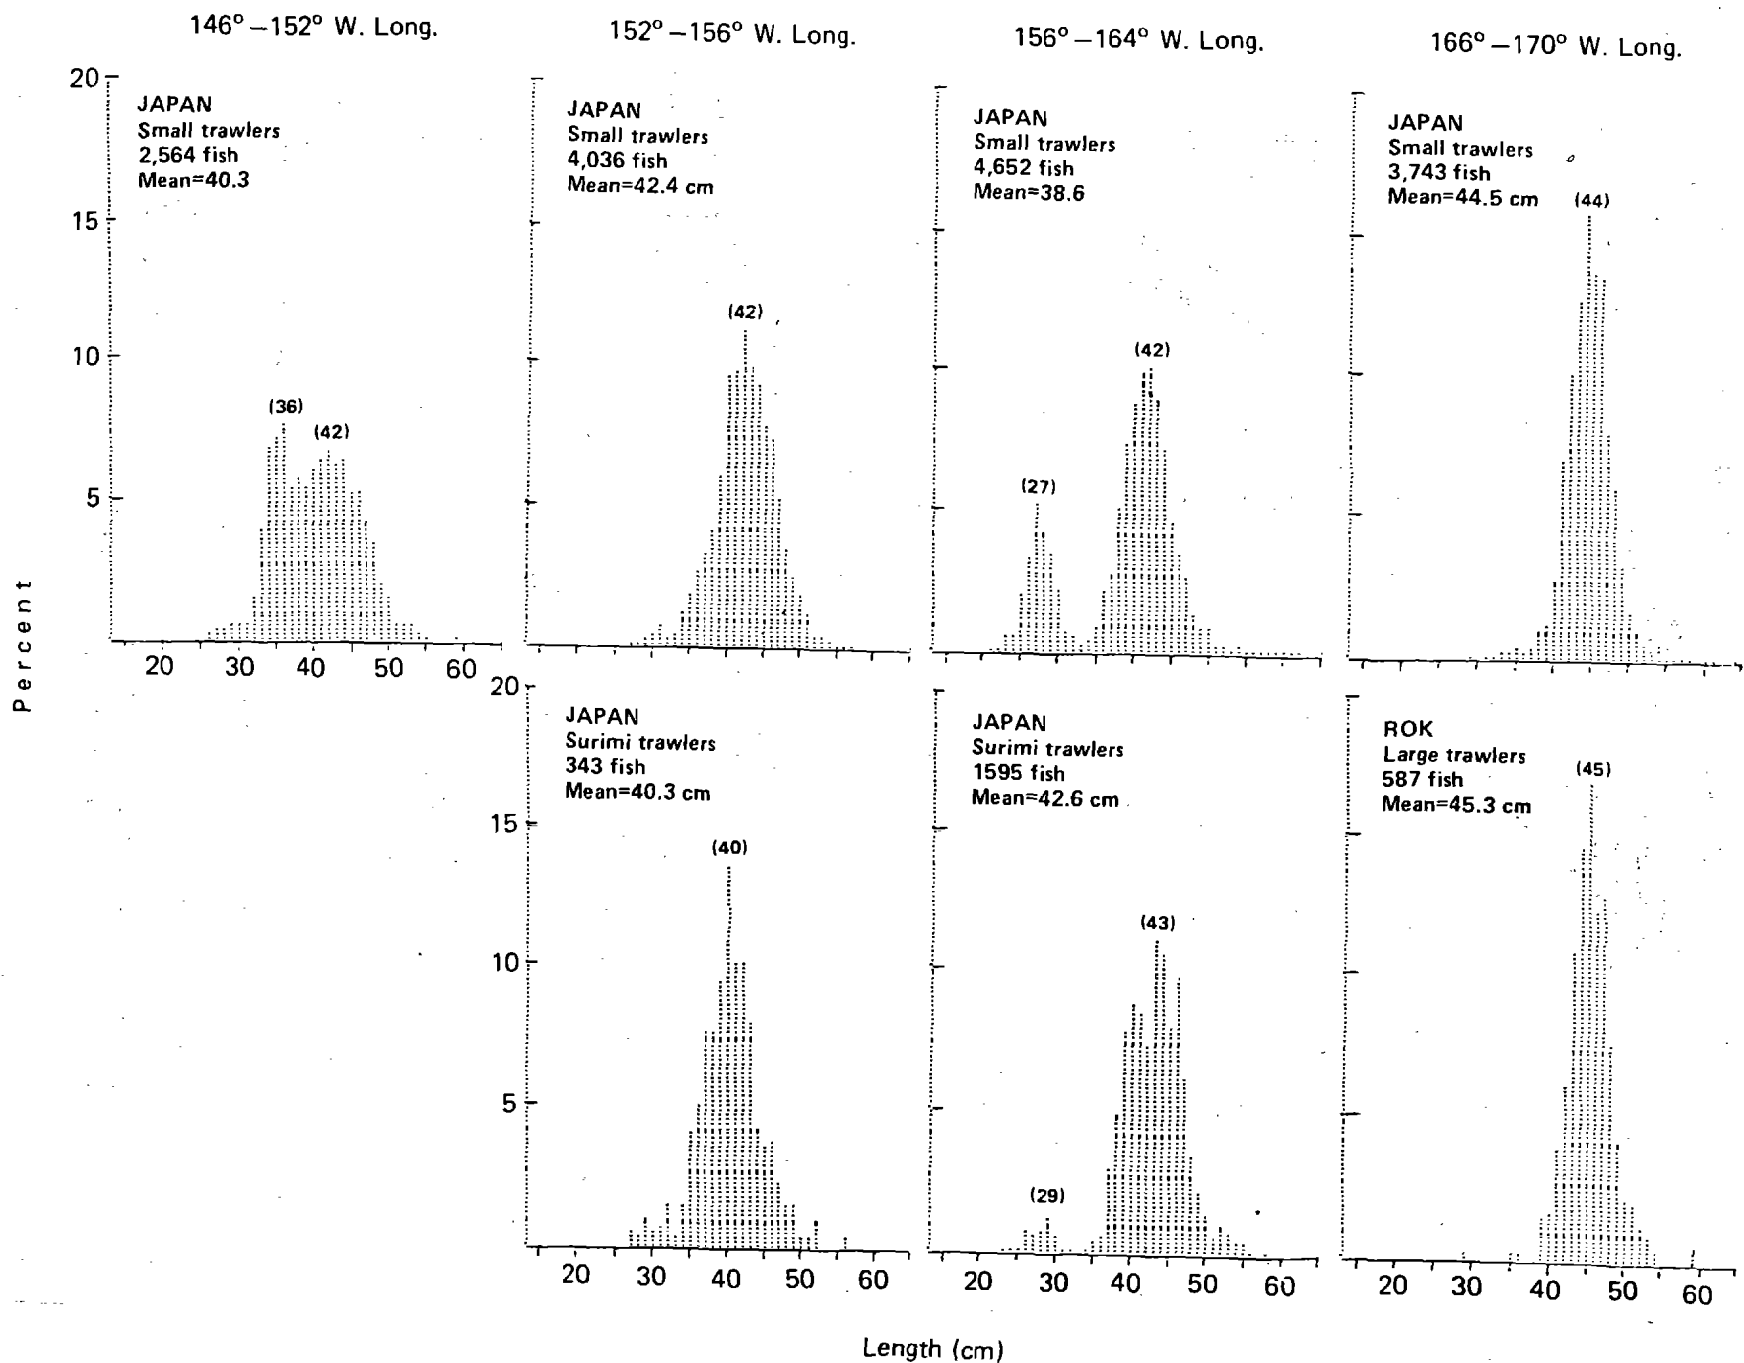 146° – 152° W. Long.
152° – 156° W. Long.
156° – 164° W. Long.
166° – 170° W. Long.
20
15
10
5
JAPAN
Small trawlers
2,564 fish
Mean=40.3
(36)
(42)
20 30 40 50 60
JAPAN
Small trawlers
4,036 fish
Mean=42.4 cm
(42)
JAPAN
Small trawlers
4,652 fish
Mean=38.6
(27)
(42)
JAPAN
Small trawlers
3,743 fish
Mean=44.5 cm
(44)
Percent
20
15
10
5
JAPAN
Surimi trawlers
343 fish
Mean=40.3 cm
(40)
20 30 40 50 60
JAPAN
Surimi trawlers
1595 fish
Mean=42.6 cm
(29)
(43)
20 30 40 50 60
ROK
Large trawlers
587 fish
Mean=45.3 cm
(45)
20 30 40 50 60
Length (cm)